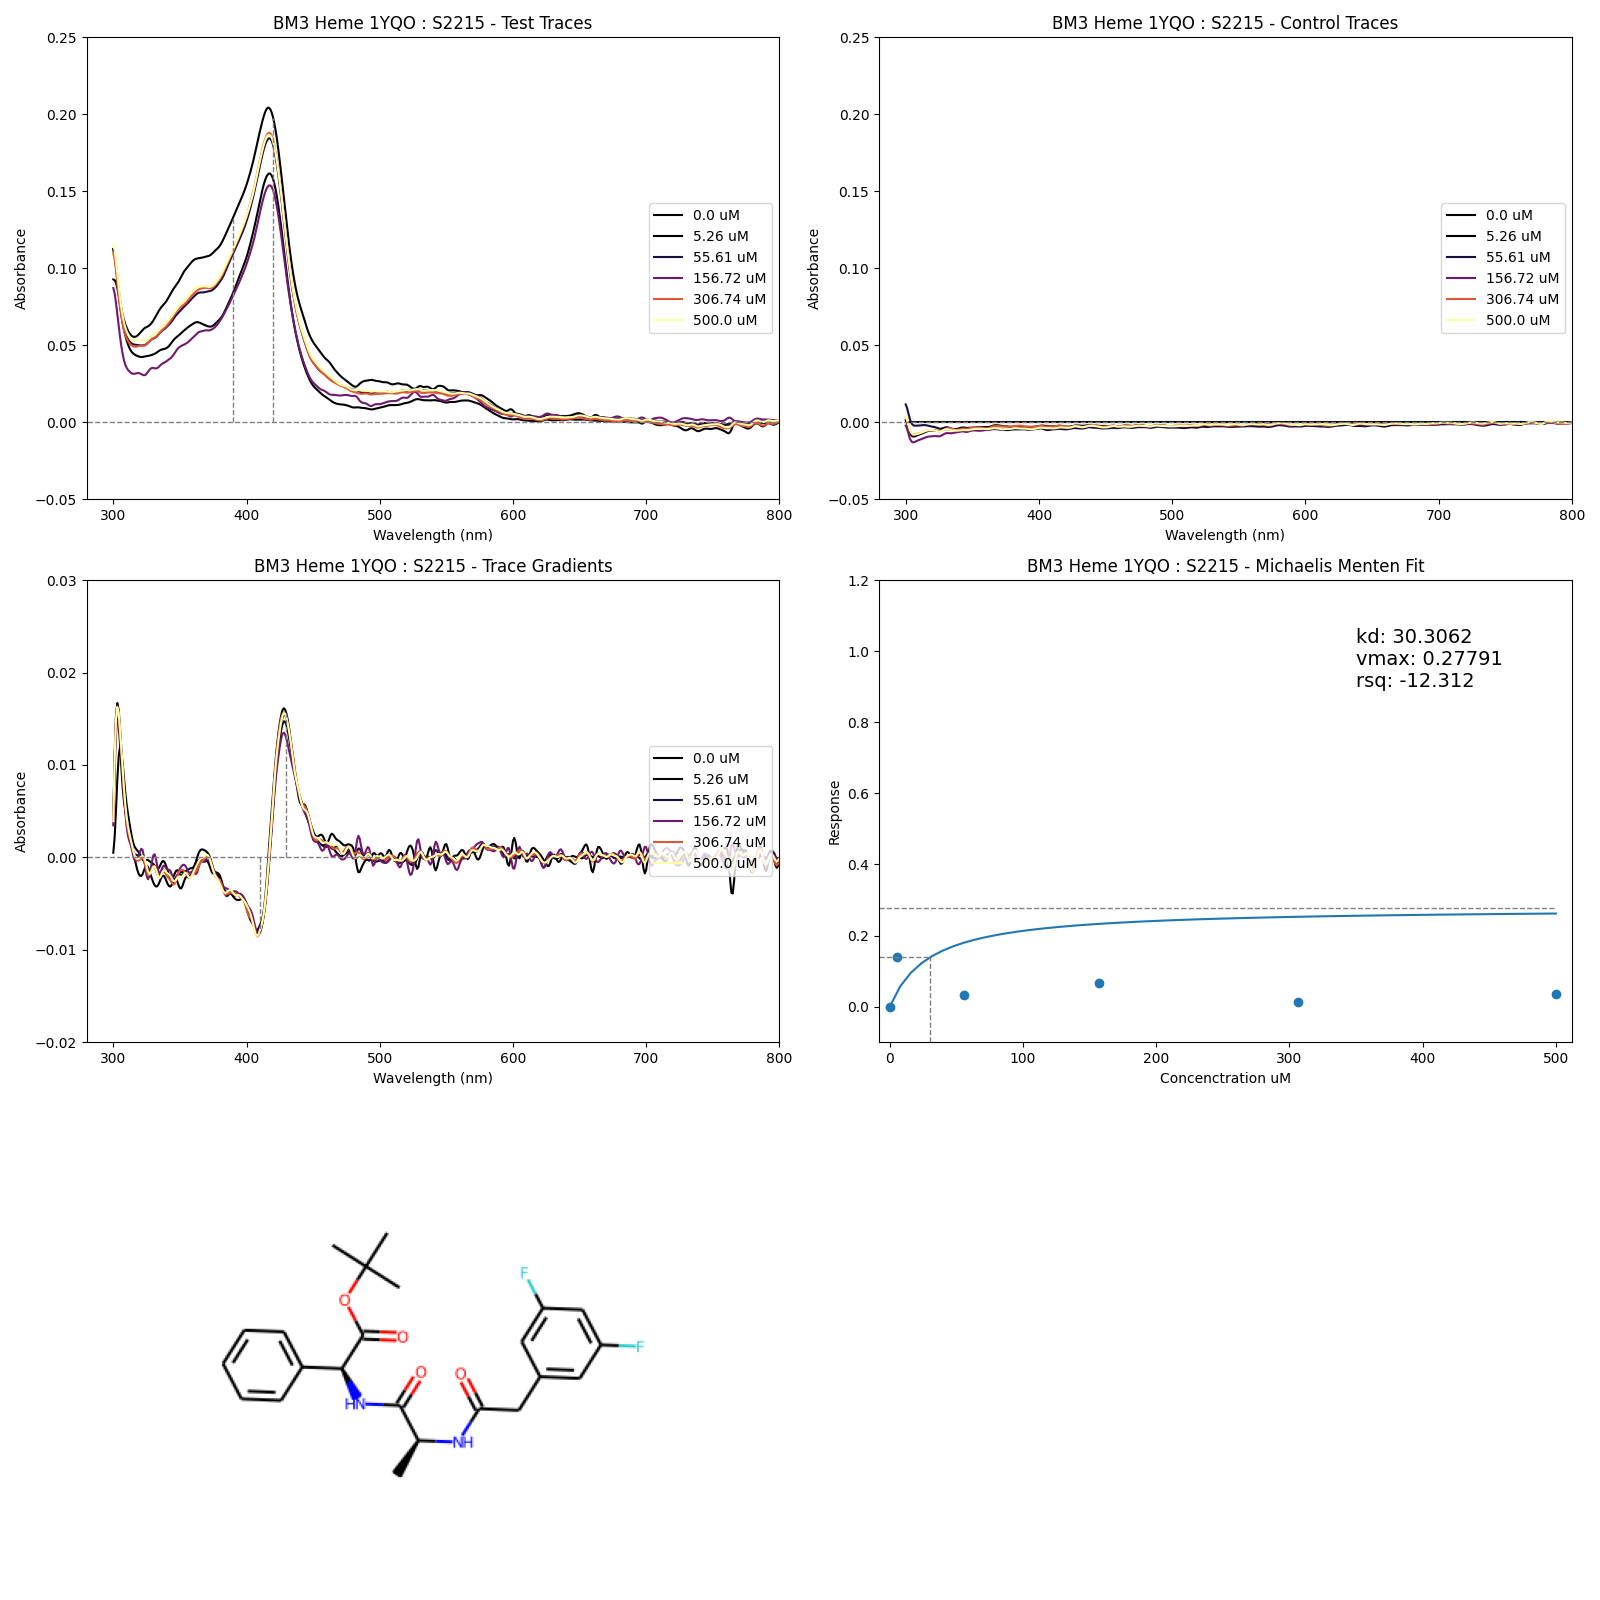 BM3 Heme 1YQO : S2215 - Test Traces
0.25
0.20
0.15
0.10
0.05
0.00
−0.05
Absorbance
300 400 500 600 700 800
Wavelength (nm)
0.0 uM
5.26 uM
55.61 uM
156.72 uM
306.74 uM
500.0 uM
BM3 Heme 1YQO : S2215 - Control Traces
0.25
0.20
0.15
0.10
0.05
0.00
−0.05
Absorbance
300 400 500 600 700 800
Wavelength (nm)
0.0 uM
5.26 uM
55.61 uM
156.72 uM
306.74 uM
500.0 uM
BM3 Heme 1YQO : S2215 - Trace Gradients
0.03
0.02
0.01
0.00
−0.01
−0.02
Absorbance
300 400 500 600 700 800
Wavelength (nm)
0.0 uM
5.26 uM
55.61 uM
156.72 uM
306.74 uM
500.0 uM
BM3 Heme 1YQO : S2215 - Michaelis Menten Fit
1.2
1.0
0.8
0.6
0.4
0.2
0.0
Response
0 100 200 300 400 500
Concenctration uM
kd: 30.3062
vmax: 0.27791
rsq: -12.312
F
O
O
F
O
O
HN
NH